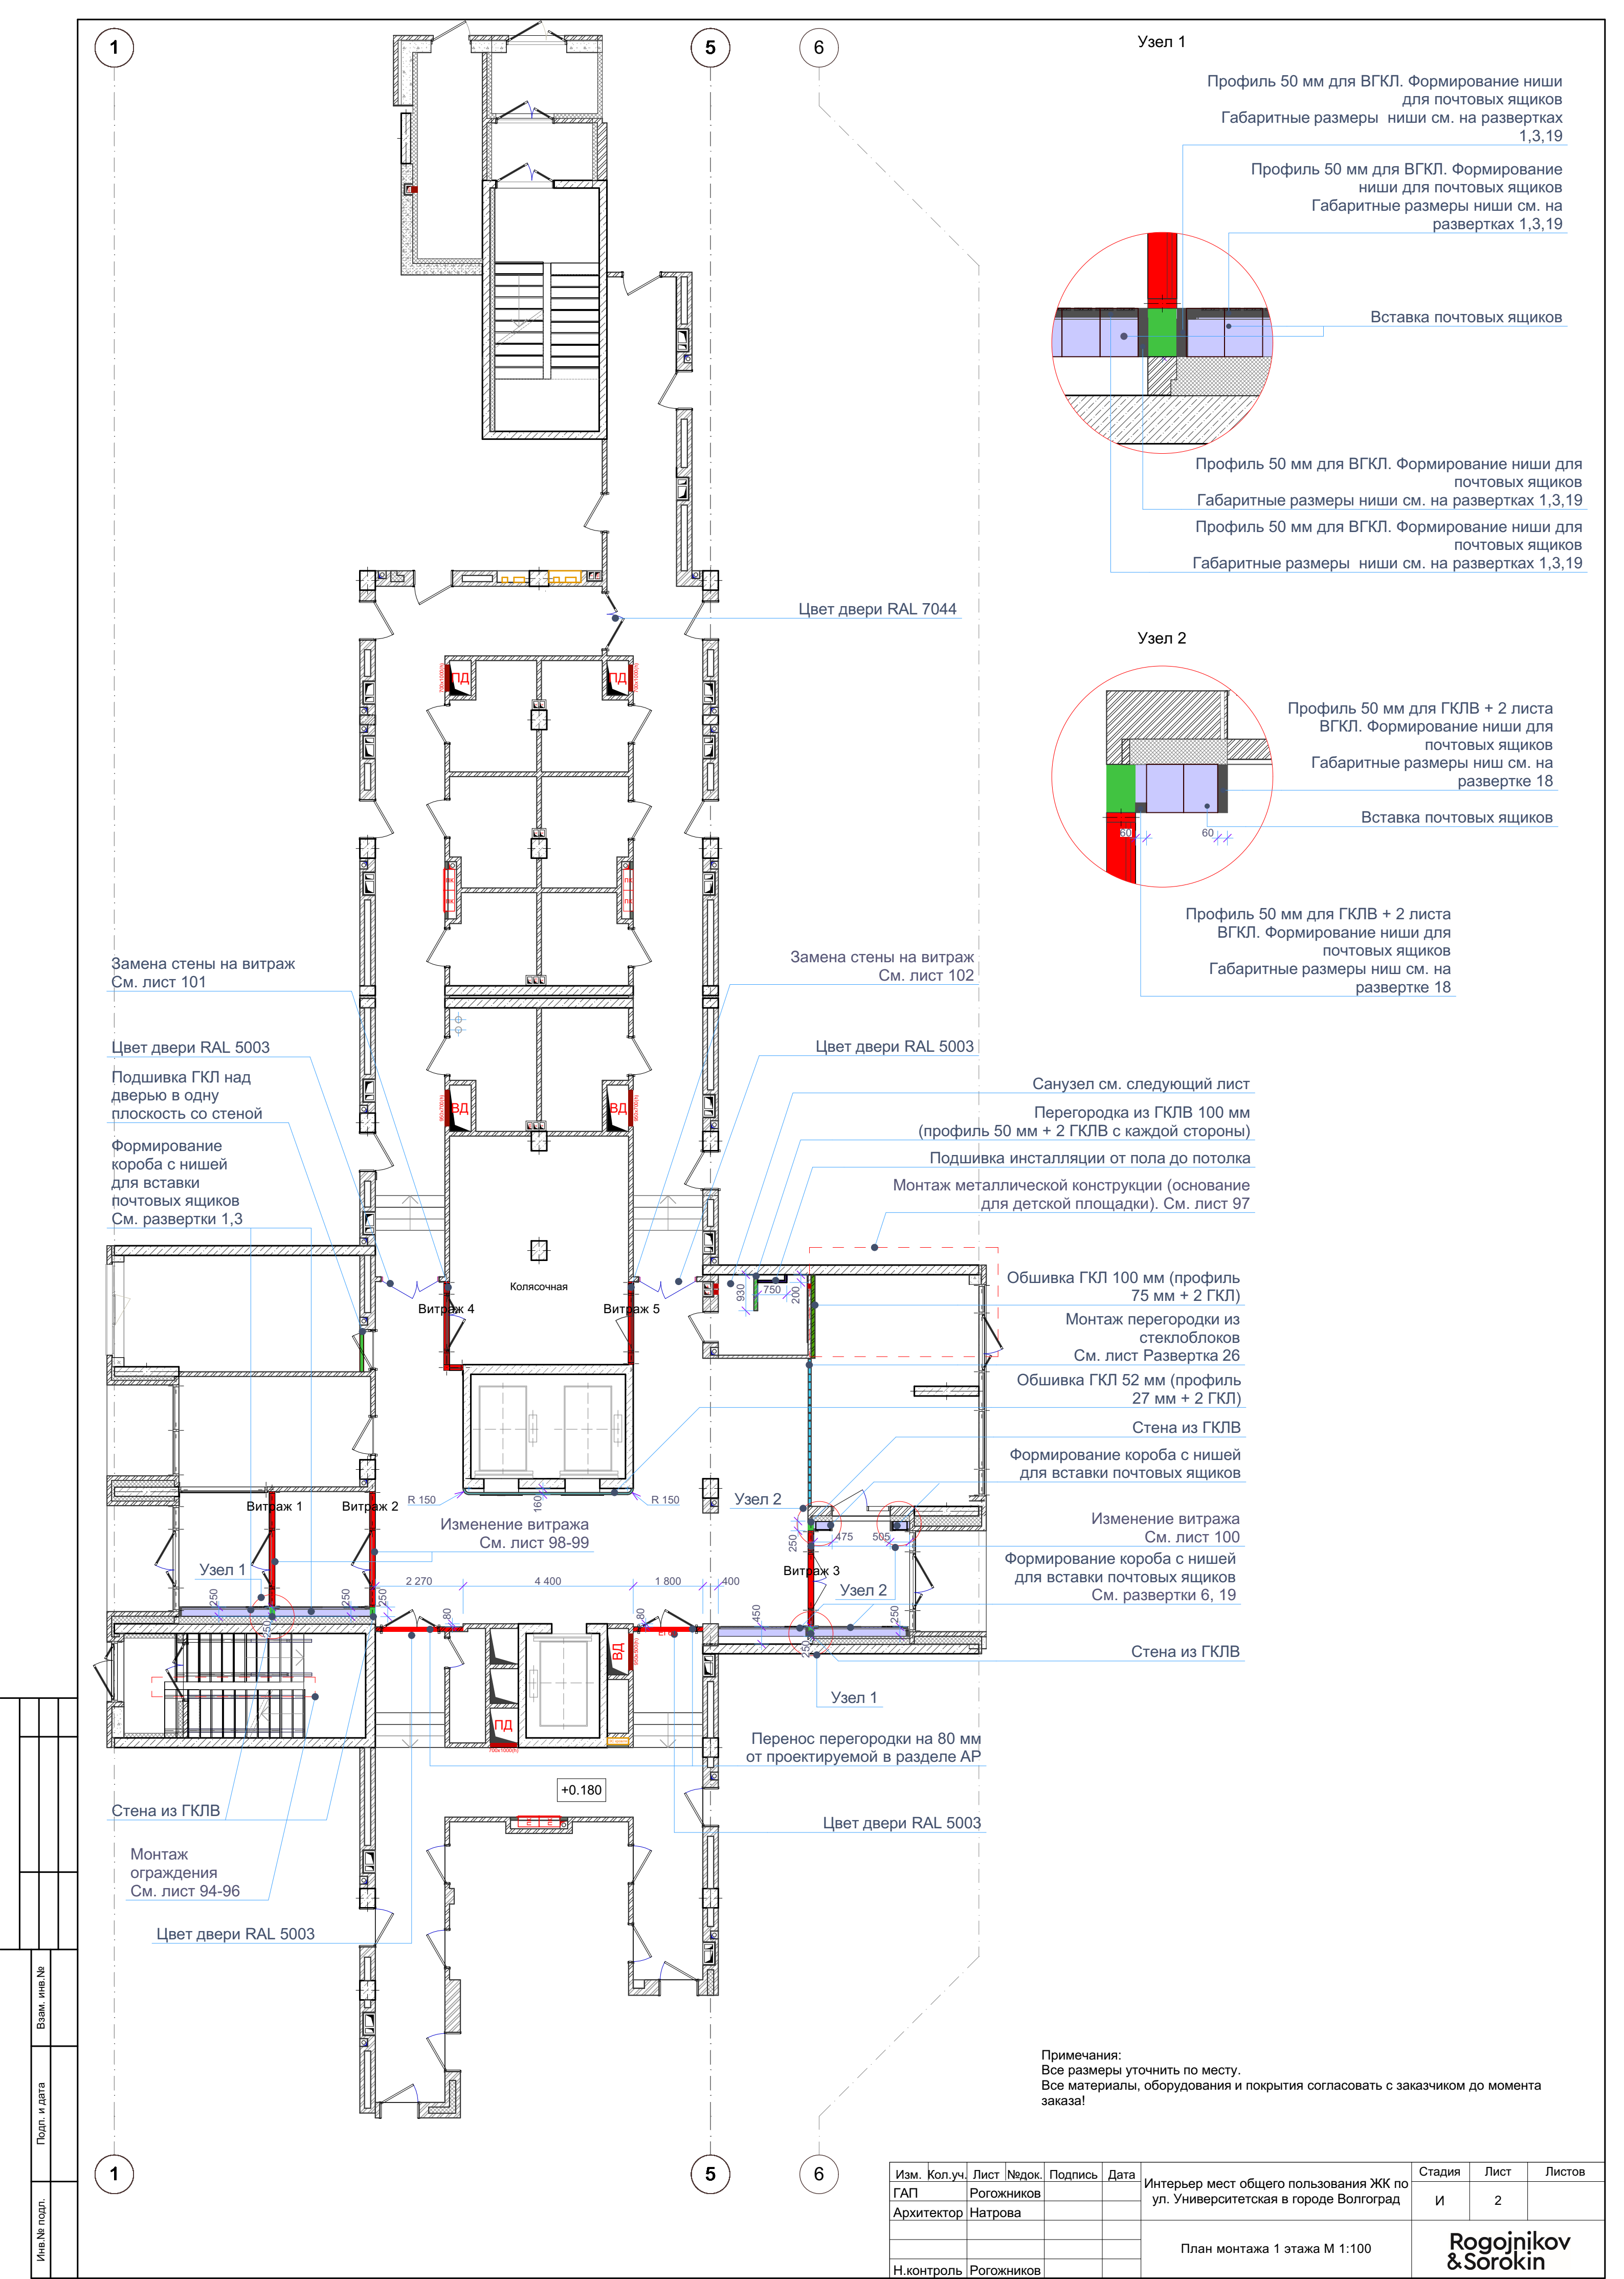 1
5
6
Узел 1
Профиль 50 мм для ВГКЛ. Формирование ниши
для почтовых ящиков
Габаритные размеры ниши см. на развертках
1,3,19
Профиль 50 мм для ВГКЛ. Формирование
ниши для почтовых ящиков
Габаритные размеры ниши см. на
развертках 1,3,19
Вставка почтовых ящиков
Профиль 50 мм для ВГКЛ. Формирование ниши для
почтовых ящиков
Габаритные размеры ниши см. на развертках 1,3,19
Профиль 50 мм для ВГКЛ. Формирование ниши для
почтовых ящиков
Габаритные размеры ниши см. на развертках 1,3,19
Цвет двери RAL 7044
Узел 2
Профиль 50 мм для ГКЛВ + 2 листа
ВГКЛ. Формирование ниши для
почтовых ящиков
Габаритные размеры ниш см. на
развертке 18
Вставка почтовых ящиков
60
60
Профиль 50 мм для ГКЛВ + 2 листа
ВГКЛ. Формирование ниши для
почтовых ящиков
Габаритные размеры ниш см. на
развертке 18
ПД
ПД
Замена стены на витраж
См. лист 101
Замена стены на витраж
См. лист 102
Цвет двери RAL 5003
Цвет двери RAL 5003
Подшивка ГКЛ над
дверью в одну
плоскость со стеной
Формирование
короба с нишей
для вставки
почтовых ящиков
См. развертки 1,3
ВД
ВД
Санузел см. следующий лист
Перегородка из ГКЛВ 100 мм
(профиль 50 мм + 2 ГКЛВ с каждой стороны)
Подшивка инсталляции от пола до потолка
Монтаж металлической конструкции (основание
для детской площадки). См. лист 97
Колясочная
Витраж 4
Витраж 5
930
750
200
Обшивка ГКЛ 100 мм (профиль
75 мм + 2 ГКЛ)
Монтаж перегородки из
стеклоблоков
См. лист Развертка 26
Обшивка ГКЛ 52 мм (профиль
27 мм + 2 ГКЛ)
Стена из ГКЛВ
Формирование короба с нишей
для вставки почтовых ящиков
R 150
160
R 150
Узел 2
Витраж 1
Витраж 2
Изменение витража
См. лист 98-99
250
475
505
Изменение витража
См. лист 100
Узел 1
Витраж 3
Узел 2
Формирование короба с нишей
для вставки почтовых ящиков
См. развертки 6, 19
2 270
4 400
1 800
400
250
250
250
250
80
80
450
250
250
Стена из ГКЛВ
Узел 1
ВД
ПД
Перенос перегородки на 80 мм
от проектируемой в разделе АР
+0.180
Стена из ГКЛВ
Цвет двери RAL 5003
Монтаж
ограждения
См. лист 94-96
Цвет двери RAL 5003
Примечания:
Все размеры уточнить по месту.
Все материалы, оборудования и покрытия согласовать с заказчиком до момента
заказа!
1
5
6
Взам. инв.№
Подп. и дата
Инв.№ подл.
Изм. Кол.уч. Лист №док. Подпись Дата
ГАП Рогожников
Архитектор Натрова
Н.контроль Рогожников
Интерьер мест общего пользования ЖК по
ул. Университетская в городе Волгоград
Стадия Лист Листов
И 2
План монтажа 1 этажа М 1:100
Rogojnikov
&Sorokin